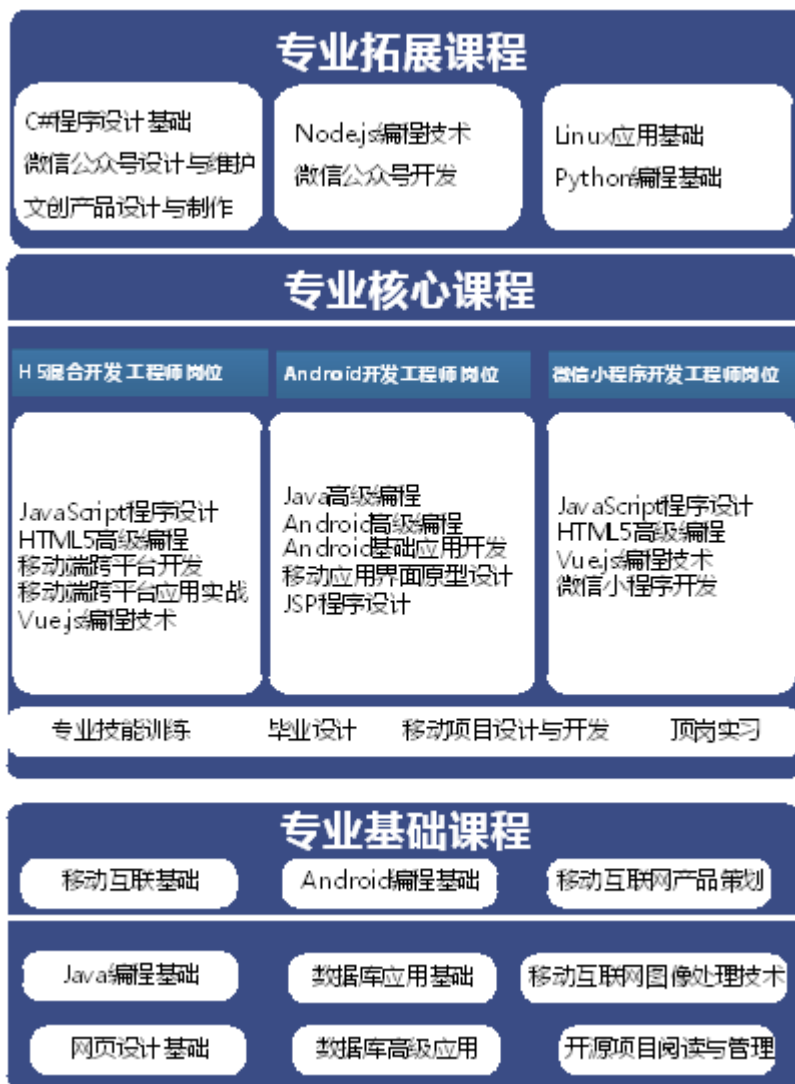 专业拓展课程
C#程序设计基础
微信公众号设计与维护
文创产品设计与制作
Node.js编程技术
微信公众号开发
Linux应用基础
Python编程基础
专业核心课程
H5混合开发工程师岗位
Android开发工程师岗位
微信小程序开发工程师岗位
JavaScript程序设计
HTML5高级编程
移动端跨平台开发
移动端跨平台应用实战
Vue.js编程技术
Java高级编程
Android高级编程
Android基础应用开发
移动应用界面原型设计
JSP程序设计
JavaScript程序设计
HTML5高级编程
Vue.js编程技术
微信小程序开发
专业技能训练 毕业设计 移动项目设计与开发 顶岗实习
专业基础课程
移动互联基础 Android编程基础 移动互联网产品策划
Java编程基础 数据库应用基础 移动互联网图像处理技术
网页设计基础 数据库高级应用 开源项目阅读与管理